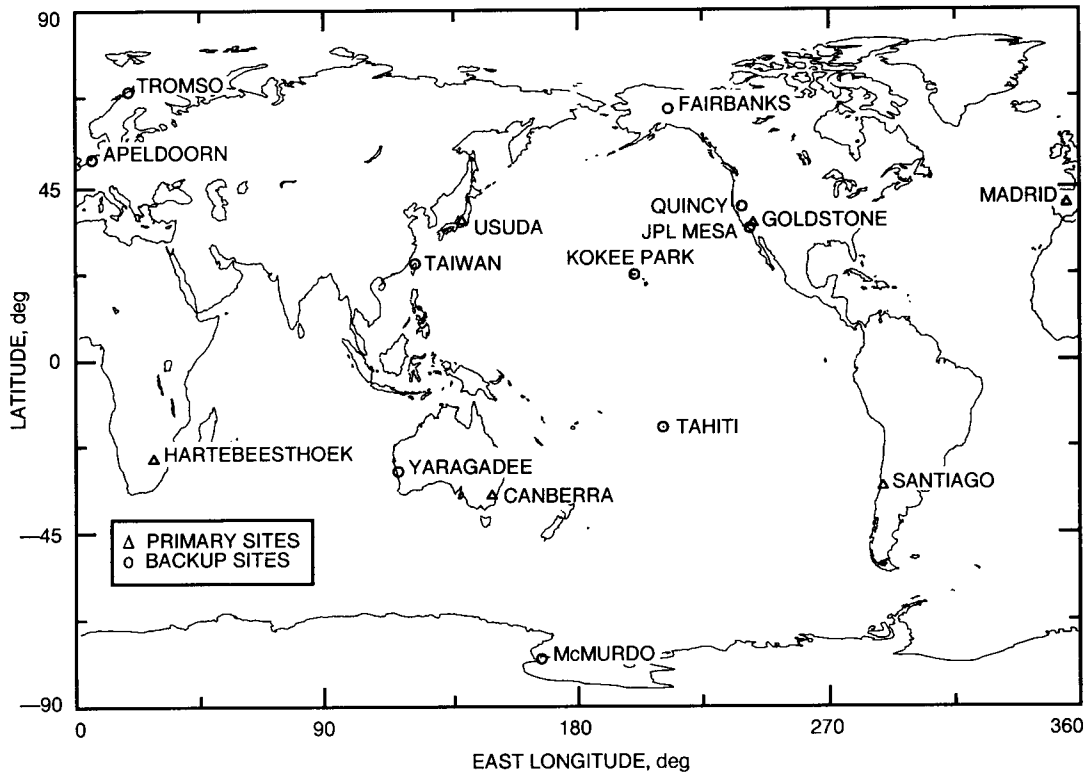 90
45
0
—45
—90
LATITUDE, deg
TROMSO
FAIRBANKS
APELDOORN
MADRID
QUINCY
GOLDSTONE
USUDA
JPL MESA
KOKEE PARK
TAIWAN
TAHITI
HARTEBEESTHOEK
YARAGADEE
SANTIAGO
CANBERRA
PRIMARY SITES
BACKUP SITES
McMURDO
0 90 180 270 360
EAST LONGITUDE, deg